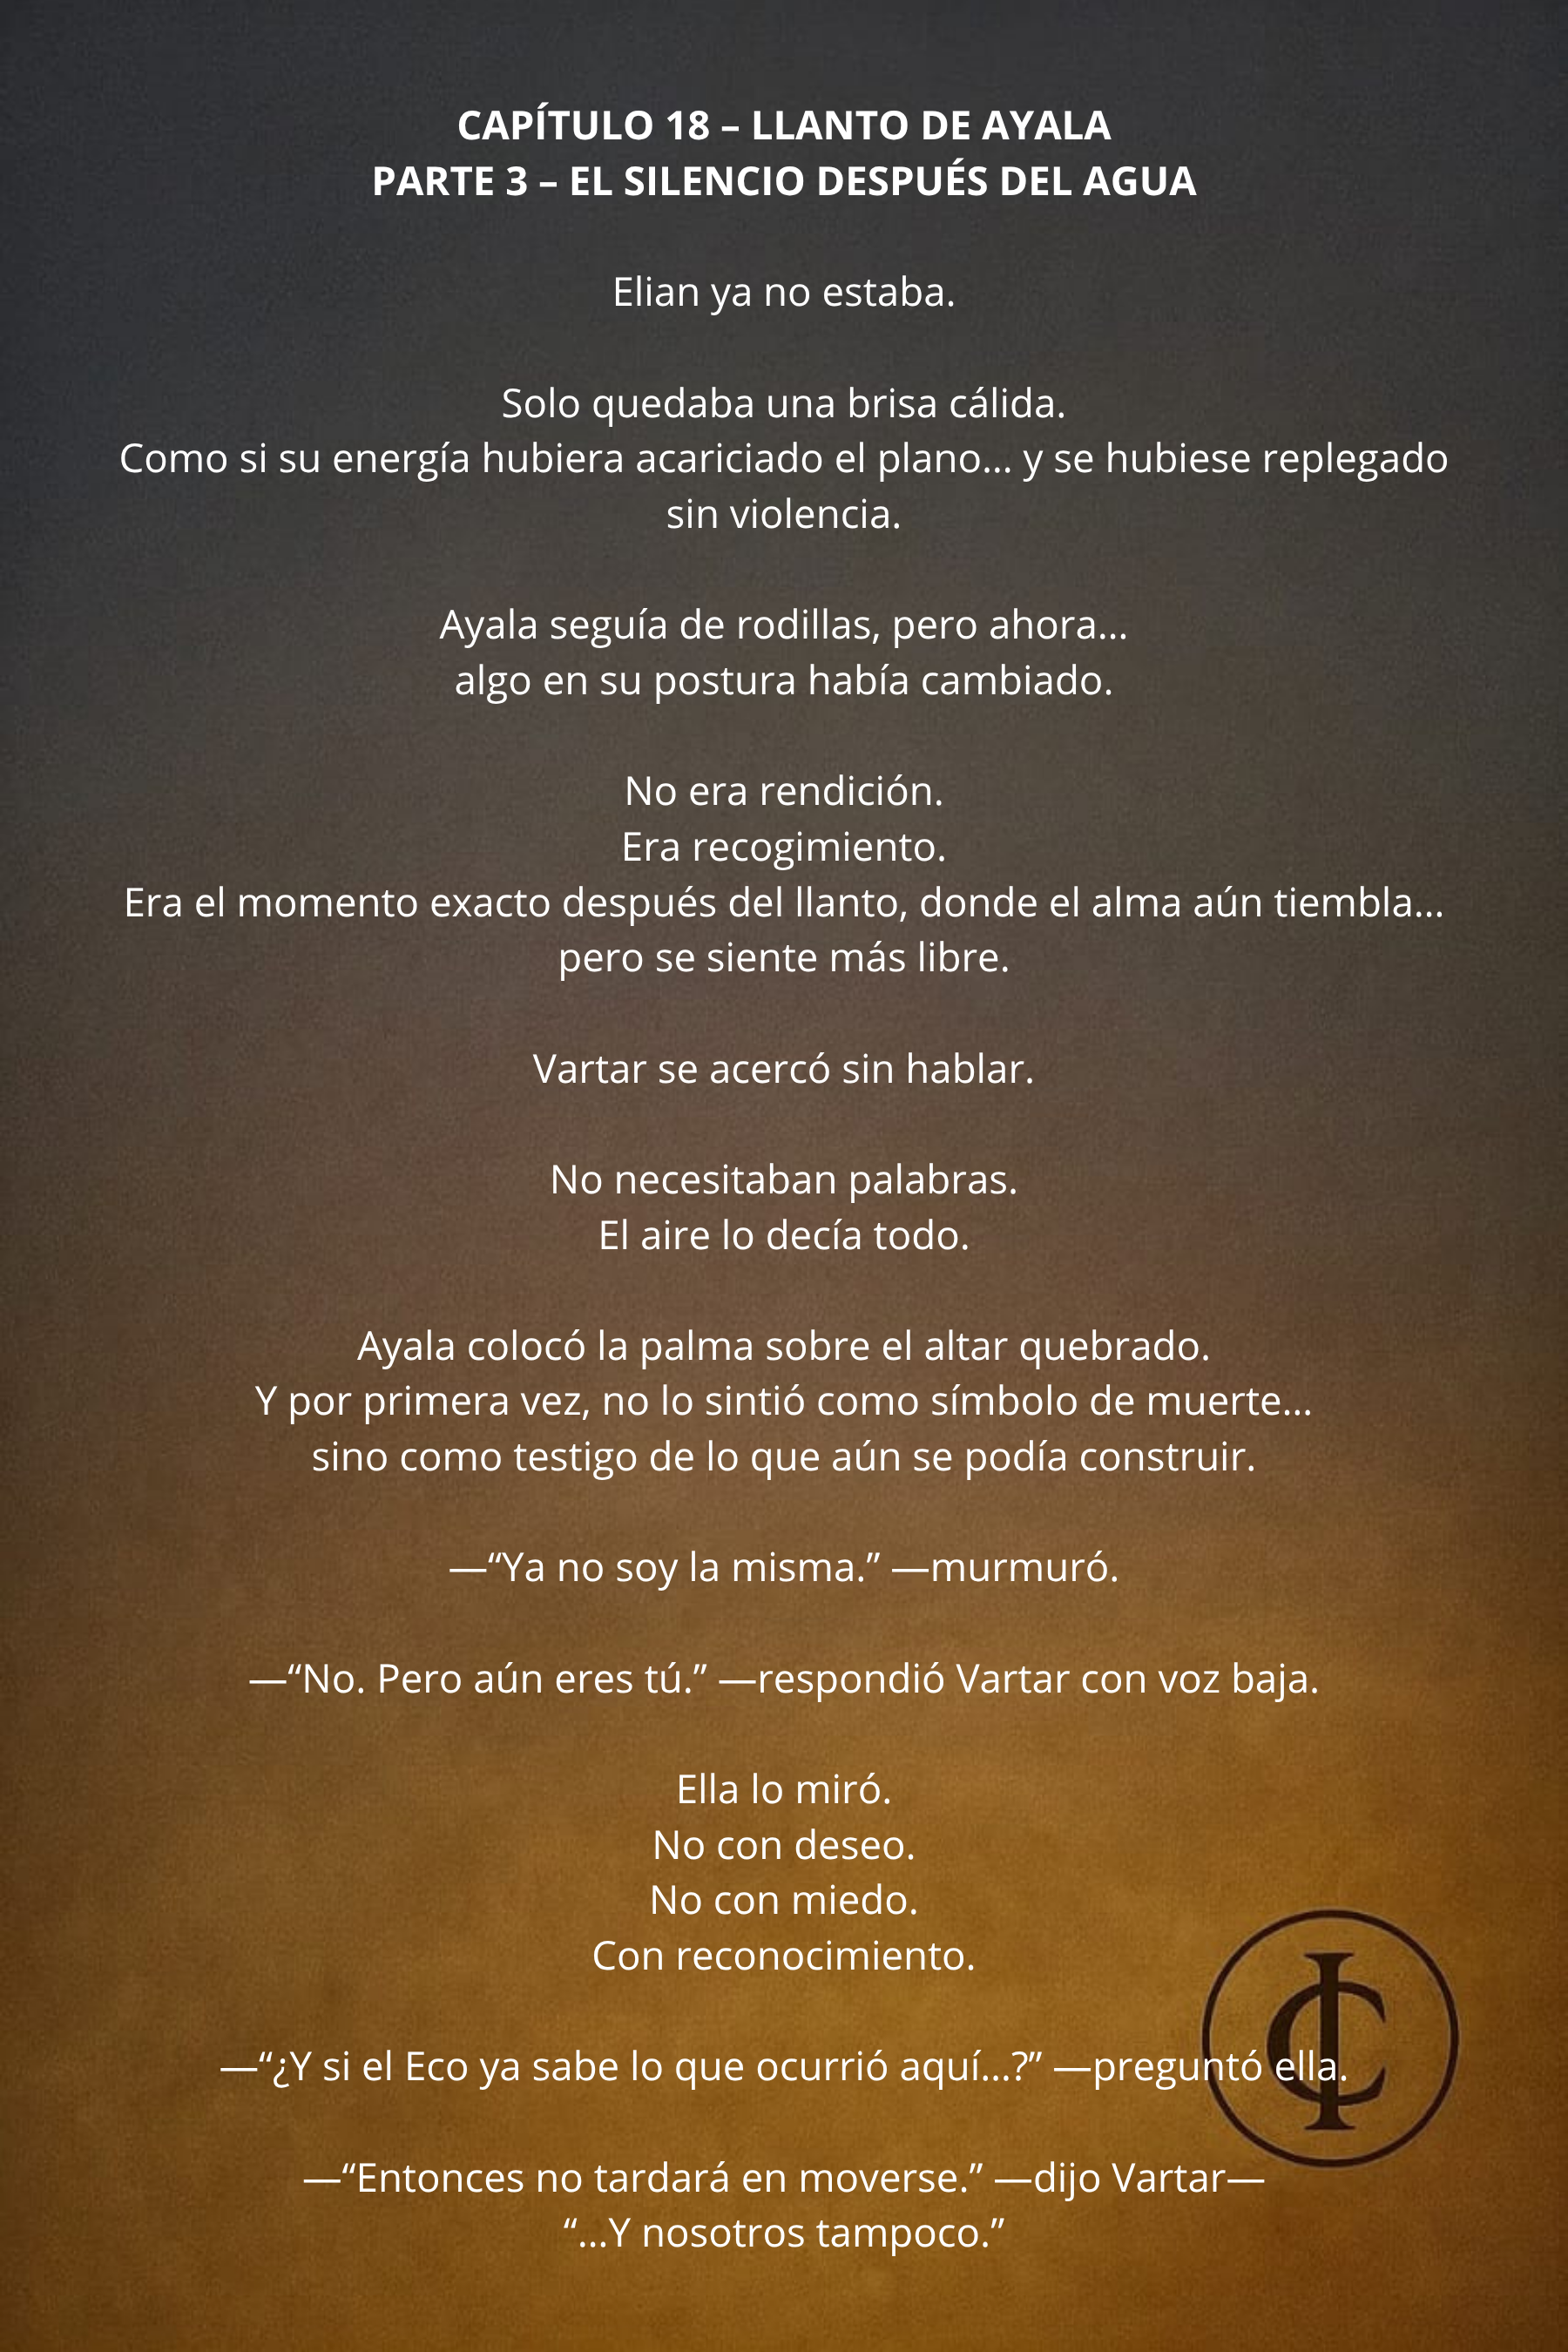 CAPÍTULO 18 – LLANTO DE AYALA
PARTE 3 – EL SILENCIO DESPUÉS DEL AGUA
Elian ya no estaba.
Solo quedaba una brisa cálida.
Como si su energía hubiera acariciado el plano... y se hubiese replegado
sin violencia.
Ayala seguía de rodillas, pero ahora...
algo en su postura había cambiado.
No era rendición.
Era recogimiento.
Era el momento exacto después del llanto, donde el alma aún tiembla...
pero se siente más libre.
Vartar se acercó sin hablar.
No necesitaban palabras.
El aire lo decía todo.
Ayala colocó la palma sobre el altar quebrado.
Y por primera vez, no lo sintió como símbolo de muerte...
sino como testigo de lo que aún se podía construir.
—“Ya no soy la misma.” —murmuró.
—“No. Pero aún eres tú.” —respondió Vartar con voz baja.
Ella lo miró.
No con deseo.
No con miedo.
Con reconocimiento.
—“¿Y si el Eco ya sabe lo que ocurrió aquí...?” —preguntó ella.
—“Entonces no tardará en moverse.” —dijo Vartar—
“...Y nosotros tampoco.”
IC